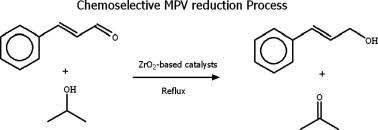 Chemoselective MPV reduction Process
O
OH
+
ZrO₂-based catalysts
+
OH
Reflux
O